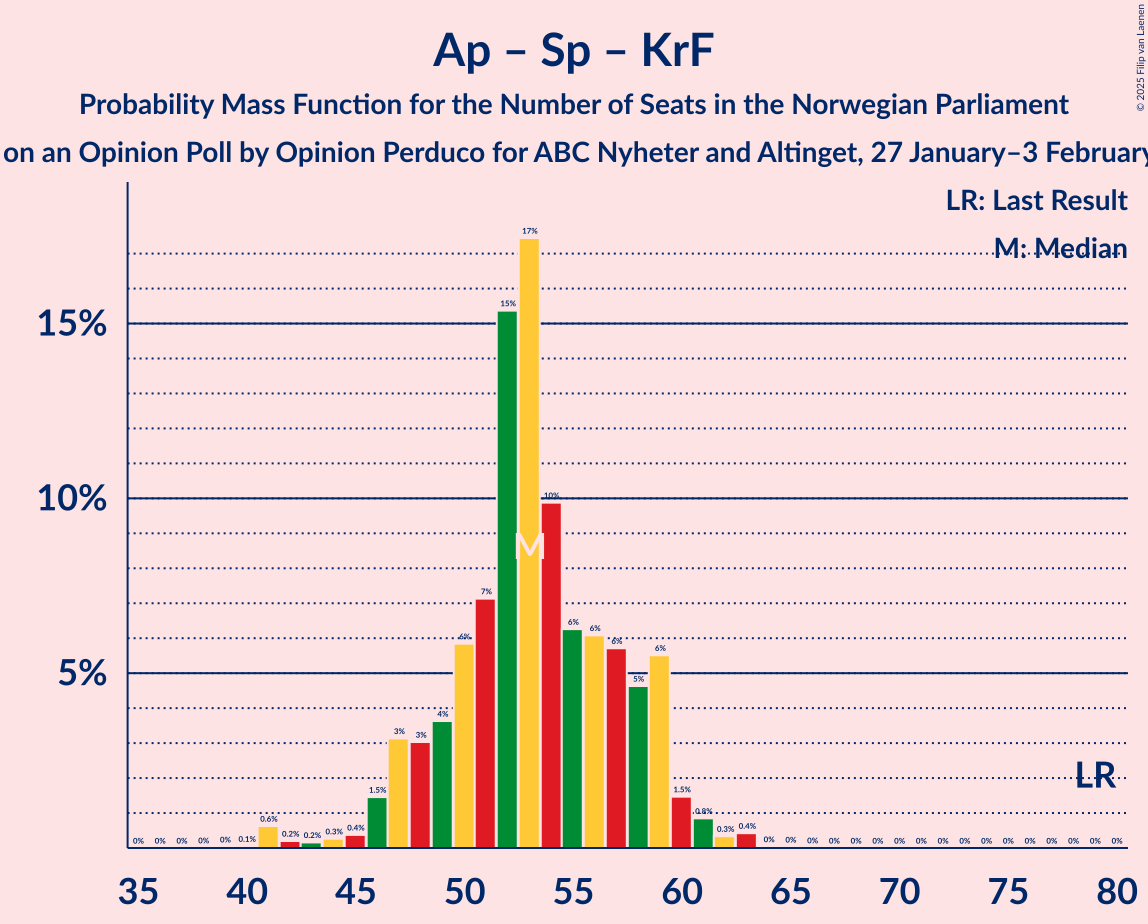 Ap – Sp – KrF
Probability Mass Function for the Number of Seats in the Norwegian Parliament
on an Opinion Poll by Opinion Perduco for ABC Nyheter and Altinget, 27 January–3 February
© 2025 Filip van Laenen
LR: Last Result
M: Median
15%
10%
5%
0% 0% 0% 0% 0% 0.1% 0.6% 0.2% 0.2% 0.3% 0.4% 1.5% 3% 3% 4% 6% 7% 15% 17% 10% 6% 6% 6% 5% 6% 1.5% 0.8% 0.3% 0.4% 0% 0% 0% 0% 0% 0% 0% 0% 0% 0% 0% 0% 0% 0% 0% 0% 0%
M
LR
35 40 45 50 55 60 65 70 75 80